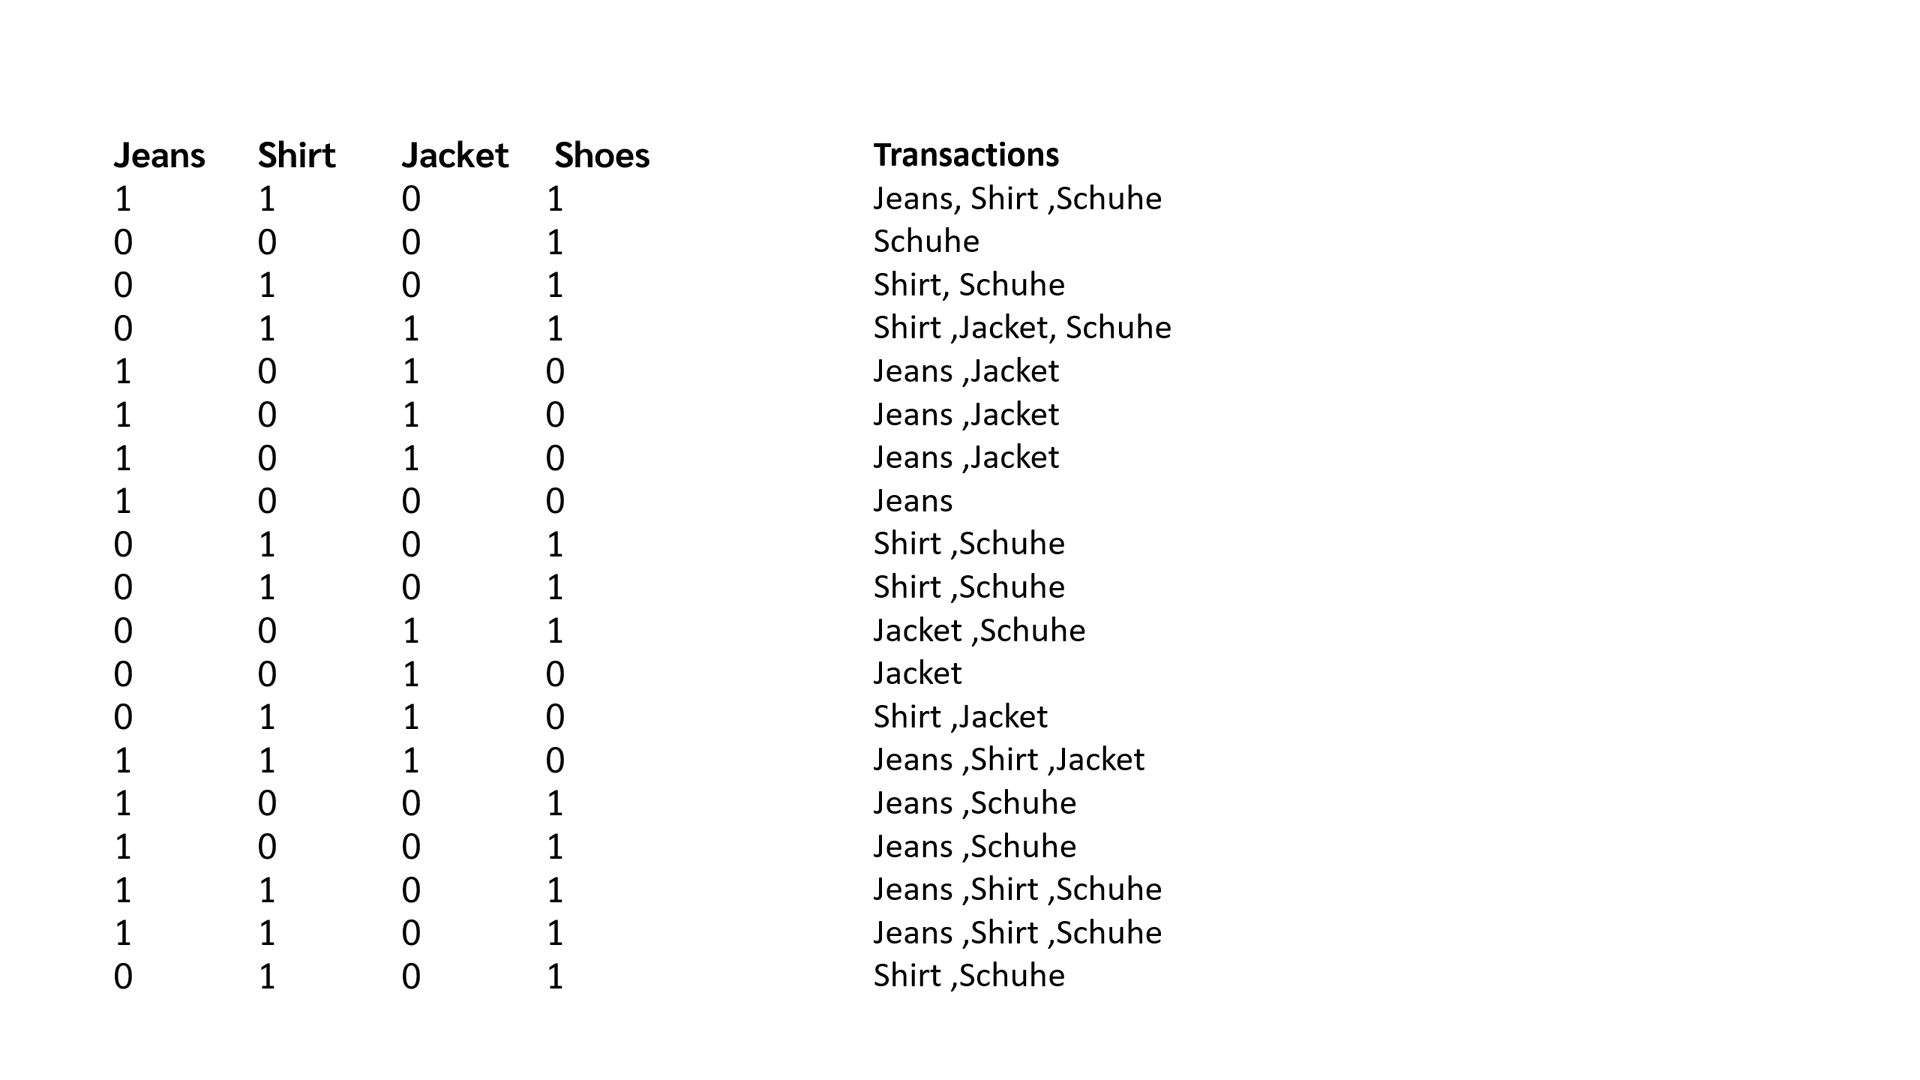 Jeans Shirt Jacket Shoes Transactions
1 1 0 1 Jeans, Shirt ,Schuhe
0 0 0 1 Schuhe
0 1 0 1 Shirt, Schuhe
0 1 1 1 Shirt ,Jacket, Schuhe
1 0 1 0 Jeans ,Jacket
1 0 1 0 Jeans ,Jacket
1 0 1 0 Jeans ,Jacket
1 0 0 0 Jeans
0 1 0 1 Shirt ,Schuhe
0 1 0 1 Shirt ,Schuhe
0 0 1 1 Jacket ,Schuhe
0 0 1 0 Jacket
0 1 1 0 Shirt ,Jacket
1 1 1 0 Jeans ,Shirt ,Jacket
1 0 0 1 Jeans ,Schuhe
1 0 0 1 Jeans ,Schuhe
1 1 0 1 Jeans ,Shirt ,Schuhe
1 1 0 1 Jeans ,Shirt ,Schuhe
0 1 0 1 Shirt ,Schuhe